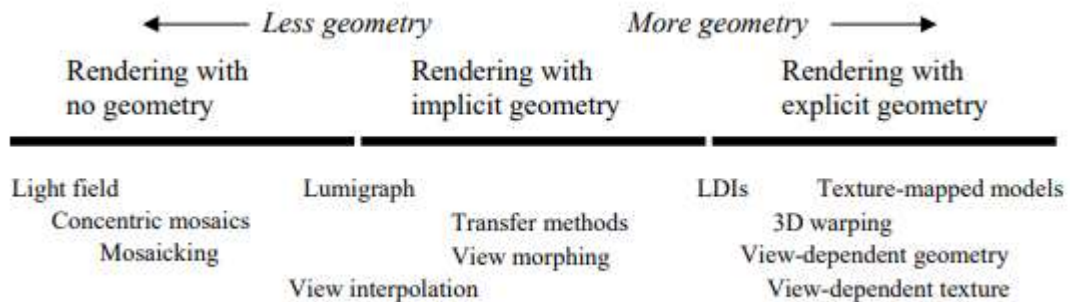 Less geometry More geometry
Rendering with no geometry
Rendering with implicit geometry
Rendering with explicit geometry
Light field Lumigraph LDIs Texture-mapped models
Concentric mosaics Transfer methods 3D warping
Mosaicking View morphing View-dependent geometry
View interpolation View-dependent texture